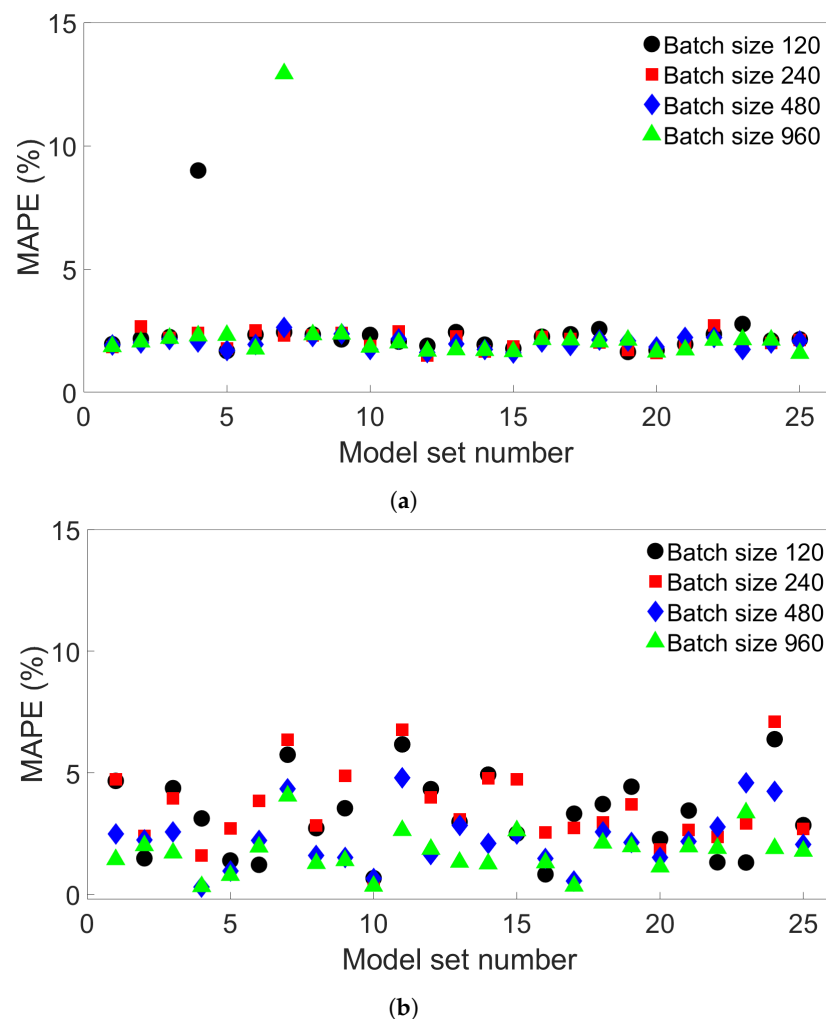 15
10
5
0
MAPE (%)
Batch size 120
Batch size 240
Batch size 480
Batch size 960
0 5 10 15 20 25
Model set number
(a)
15
10
5
0
MAPE (%)
Batch size 120
Batch size 240
Batch size 480
Batch size 960
0 5 10 15 20 25
Model set number
(b)